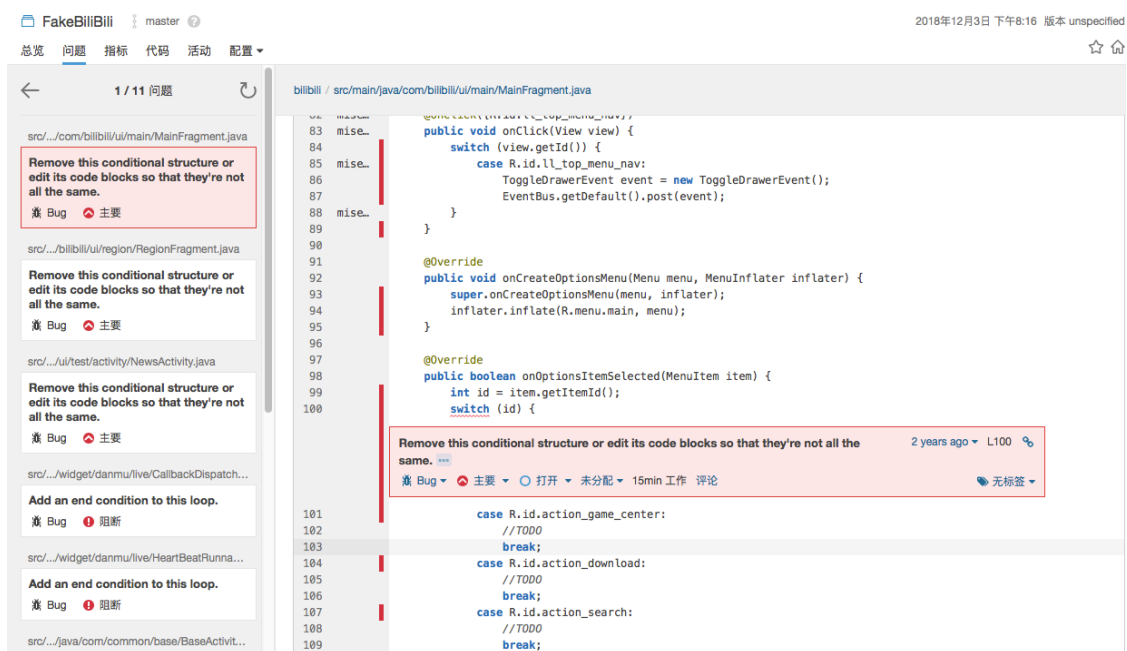 FakeBiliBili master ? 2018年12月3日 下午8:16 版本 unspecified
总览 问题 指标 代码 活动 配置
1 / 11 问题
src/.../com/bilibili/ui/main/MainFragment.java
Remove this conditional structure or
edit its code blocks so that they're not
all the same.
Bug 主要
src/.../bilibili/ui/region/RegionFragment.java
Remove this conditional structure or
edit its code blocks so that they're not
all the same.
Bug 主要
src/.../ui/test/activity/NewsActivity.java
Remove this conditional structure or
edit its code blocks so that they're not
all the same.
Bug 主要
src/.../widget/danmu/live/CallbackDispatch...
Add an end condition to this loop.
Bug 阻断
src/.../widget/danmu/live/HeartBeatRunna...
Add an end condition to this loop.
Bug 阻断
src/.../java/com/common/base/BaseActivit...
bilibili / src/main/java/com/bilibili/ui/main/MainFragment.java
82 mise… @OnClick({R.id.ll_top_menu_nav})
83 mise… public void onClick(View view) {
84 switch (view.getId()) {
85 mise… case R.id.ll_top_menu_nav:
86 ToggleDrawerEvent event = new ToggleDrawerEvent();
87 EventBus.getDefault().post(event);
88 mise… }
89 }
90
91 @Override
92 public void onCreateOptionsMenu(Menu menu, MenuInflater inflater) {
93 super.onCreateOptionsMenu(menu, inflater);
94 inflater.inflate(R.menu.main, menu);
95 }
96
97 @Override
98 public boolean onOptionsItemSelected(MenuItem item) {
99 int id = item.getItemId();
100 switch (id) {
Remove this conditional structure or edit its code blocks so that they're not all the
same. ··· 2 years ago L100
Bug 主要 打开 未分配 15min 工作 评论 无标签
101 case R.id.action_game_center:
102 //TODO
103 break;
104 case R.id.action_download:
105 //TODO
106 break;
107 case R.id.action_search:
108 //TODO
109 break;